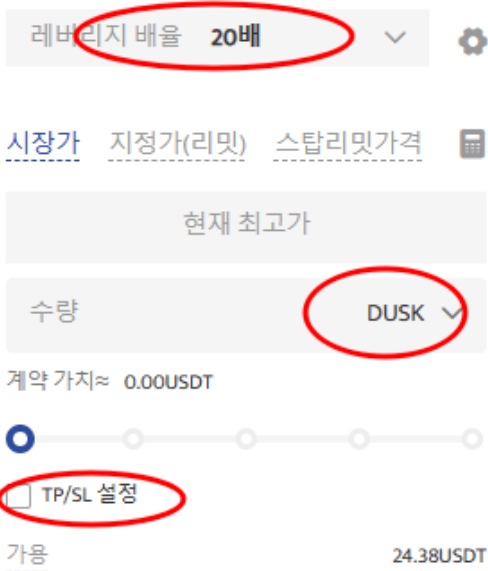 레버리지 배율 20배
시장가 지정가(리밋) 스탑리밋가격
현재 최고가
수량 DUSK
계약 가치≈ 0.00USDT
TP/SL 설정
가용 24.38USDT